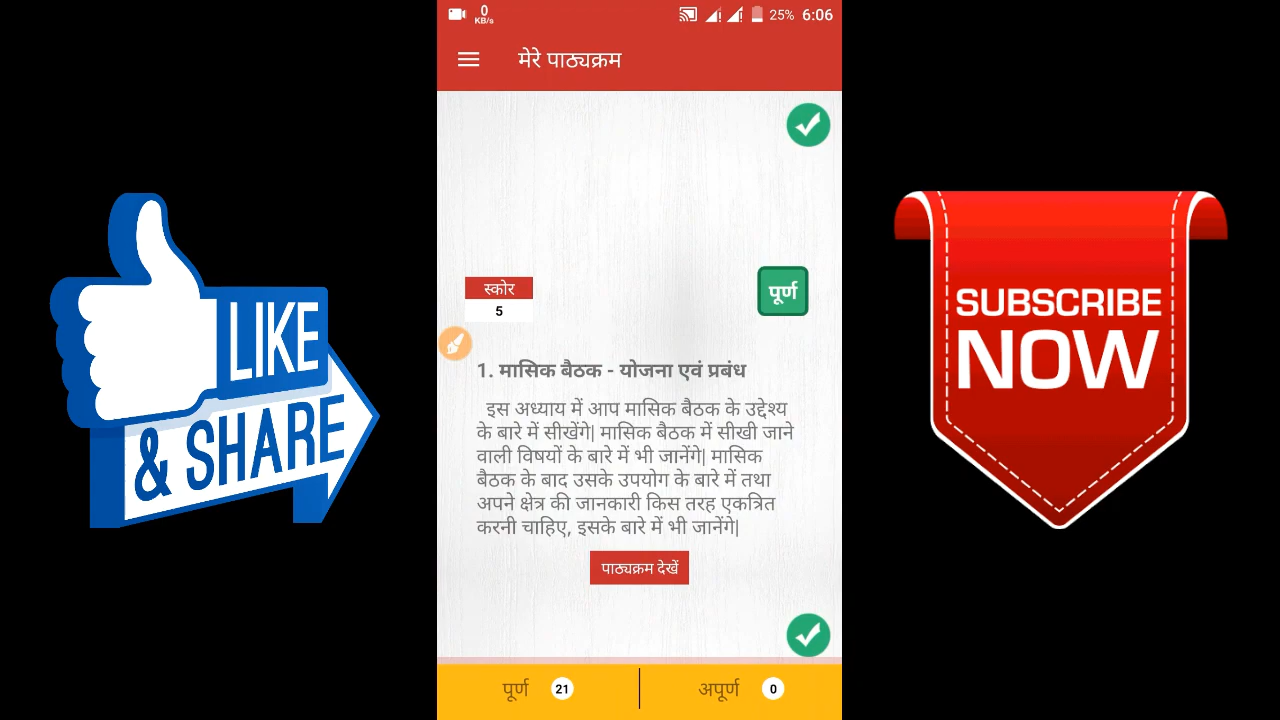 0
KB/s
25% 6:06
मेरे पाठ्यक्रम
स्कोर
5
पूर्ण
1. मासिक बैठक - योजना एवं प्रबंध
इस अध्याय में आप मासिक बैठक के उद्देश्य
के बारे में सीखेंगे| मासिक बैठक में सीखी जाने
वाली विषयों के बारे में भी जानेंगे| मासिक
बैठक के बाद उसके उपयोग के बारे में तथा
अपने क्षेत्र की जानकारी किस तरह एकत्रित
करनी चाहिए, इसके बारे में भी जानेंगे|
पाठ्यक्रम देखें
पूर्ण 21
अपूर्ण 0
LIKE
& SHARE
SUBSCRIBE
NOW